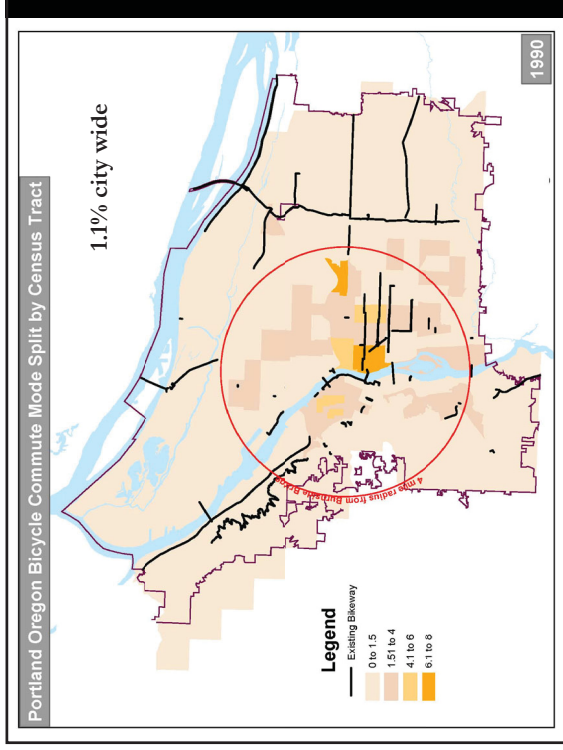 Portland Oregon Bicycle Commute Mode Split by Census Tract
1990
1.1% city wide
4 mile radius from Burnside Bridge
Legend
Existing Bikeway
0 to 1.5
1.51 to 4
4.1 to 6
6.1 to 8